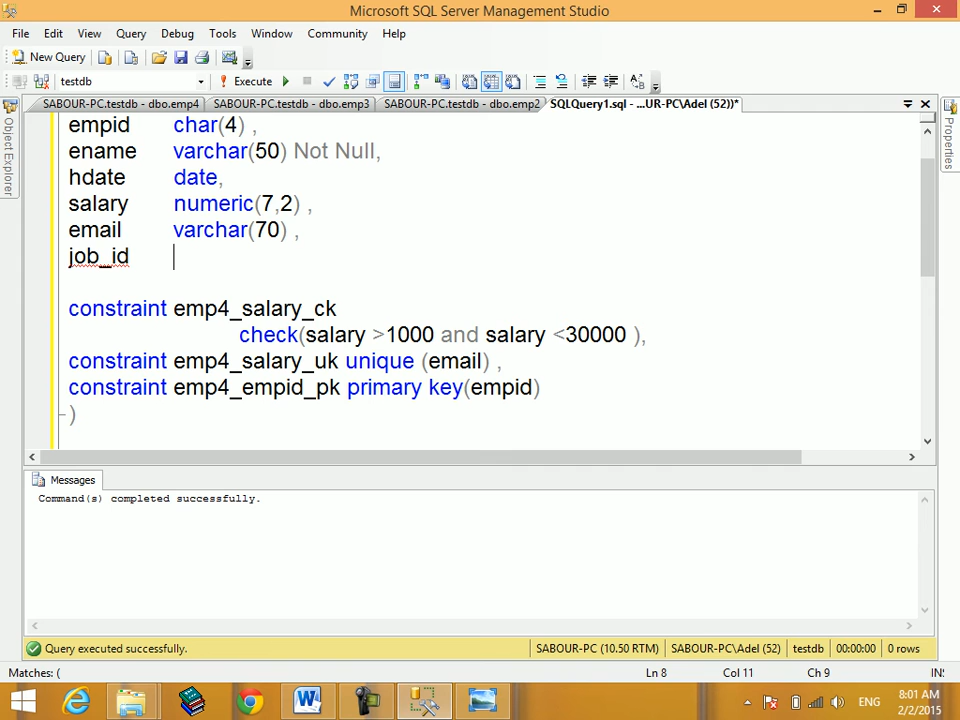 Microsoft SQL Server Management Studio
File Edit View Query Debug Tools Window Community Help
New Query
testdb Execute
SABOUR-PC.testdb - dbo.emp4 SABOUR-PC.testdb - dbo.emp3 SABOUR-PC.testdb - dbo.emp2 SQLQuery1.sql - ...UR-PC\Adel (52))*
Object Explorer
Properties
empid char(4) ,
ename varchar(50) Not Null,
hdate date,
salary numeric(7,2) ,
email varchar(70) ,
job_id
constraint emp4_salary_ck
check(salary >1000 and salary <30000 ),
constraint emp4_salary_uk unique (email) ,
constraint emp4_empid_pk primary key(empid)
)
Messages
Command(s) completed successfully.
Query executed successfully. SABOUR-PC (10.50 RTM) SABOUR-PC\Adel (52) testdb 00:00:00 0 rows
Matches: ( Ln 8 Col 11 Ch 9 INS
ENG
8:01 AM
2/2/2015